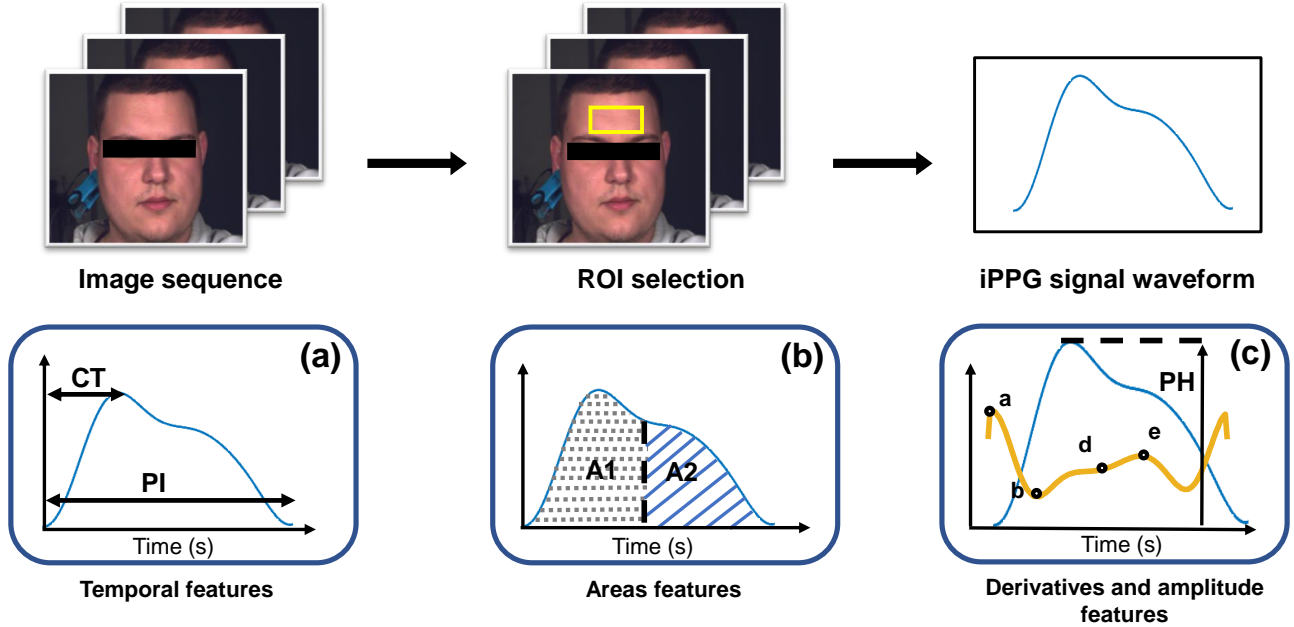 Image sequence
ROI selection
iPPG signal waveform
(a)
CT
PI
Time (s)
Temporal features
(b)
A1
A2
Time (s)
Areas features
(c)
PH
a
b
d
e
Time (s)
Derivatives and amplitude
features